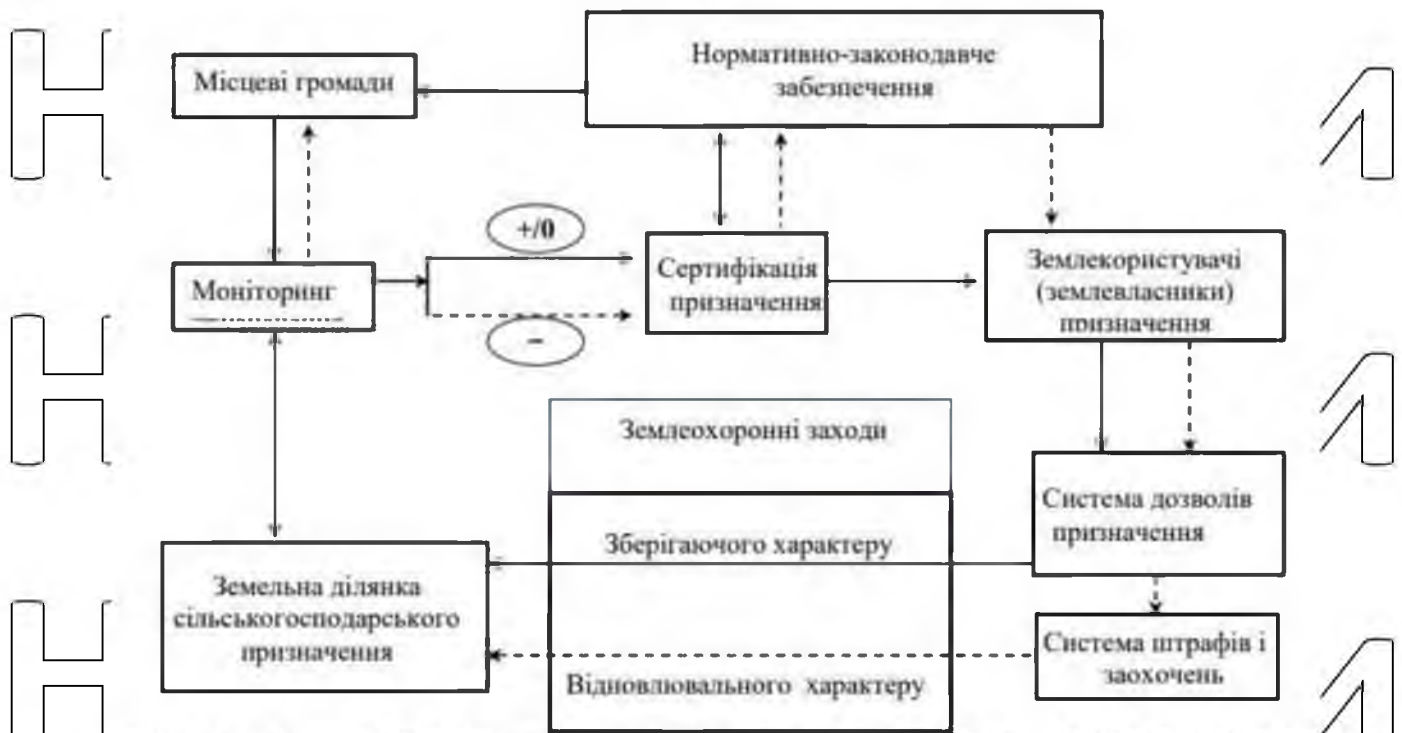 Нормативно-законодавче
забезпечення
Місцеві громади
+/0
Моніторинг
Сертифікація
призначення
Землекористувачі
(землевласники)
призначення
–
Землеохоронні заходи
Система дозволів
призначення
Зберігаючого характеру
Земельна ділянка
сільськогосподарського
призначення
Система штрафів і
заохочень
Відновлювального характеру